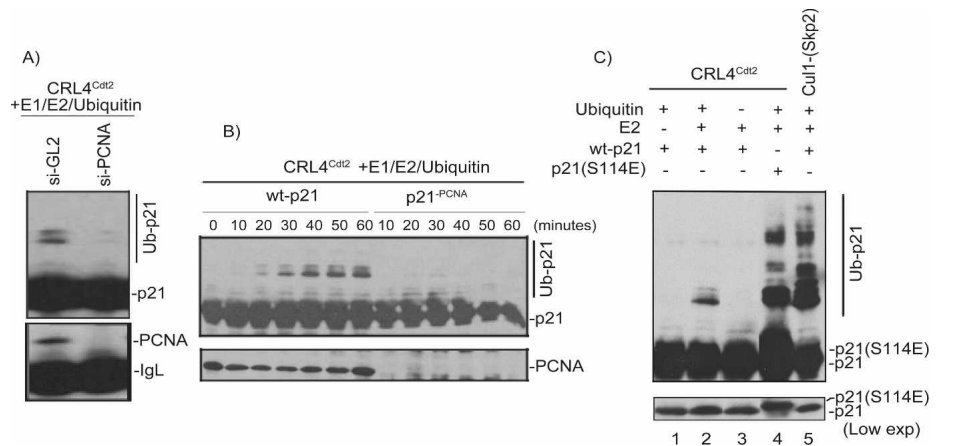 A)
CRL4Cdt2
+E1/E2/Ubiquitin
si-GL2
si-PCNA
Ub-p21
-p21
-PCNA
-IgL
B)
CRL4Cdt2 +E1/E2/Ubiquitin
wt-p21 p21-PCNA
0 10 20 30 40 50 60 10 20 30 40 50 60 (minutes)
Ub-p21
-p21
-PCNA
C)
CRL4Cdt2
Cul1-(Skp2)
Ubiquitin + + - + +
E2 - + + + +
wt-p21 + + + - +
p21(S114E) - - - + -
Ub-p21
-p21(S114E)
-p21
-p21(S114E)
-p21
(Low exp)
1 2 3 4 5